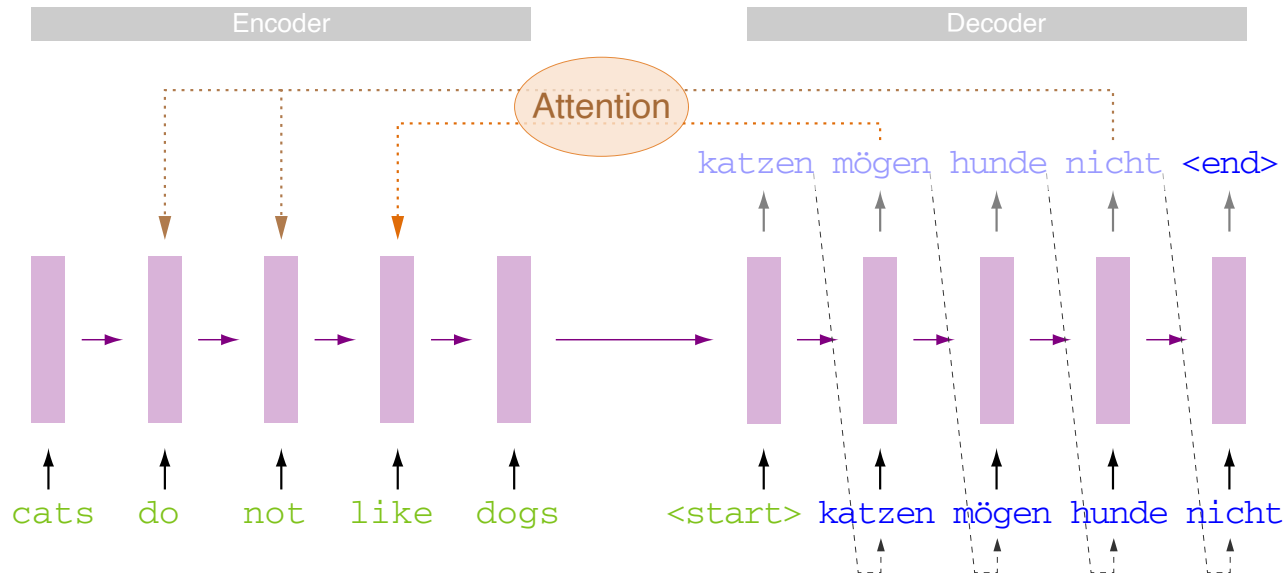 Encoder Decoder
Attention
katzen mögen hunde nicht <end>
cats do not like dogs <start> katzen mögen hunde nicht